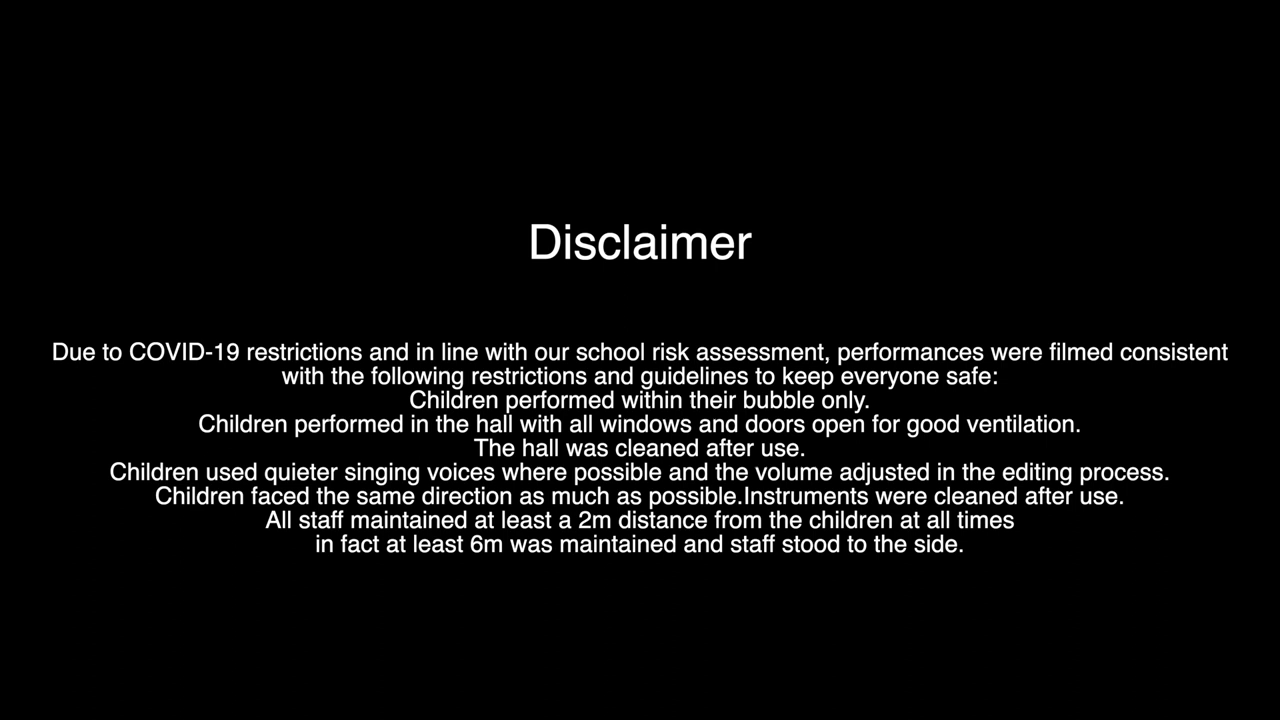 Disclaimer
Due to COVID-19 restrictions and in line with our school risk assessment, performances were filmed consistent
with the following restrictions and guidelines to keep everyone safe:
Children performed within their bubble only.
Children performed in the hall with all windows and doors open for good ventilation.
The hall was cleaned after use.
Children used quieter singing voices where possible and the volume adjusted in the editing process.
Children faced the same direction as much as possible.Instruments were cleaned after use.
All staff maintained at least a 2m distance from the children at all times
in fact at least 6m was maintained and staff stood to the side.